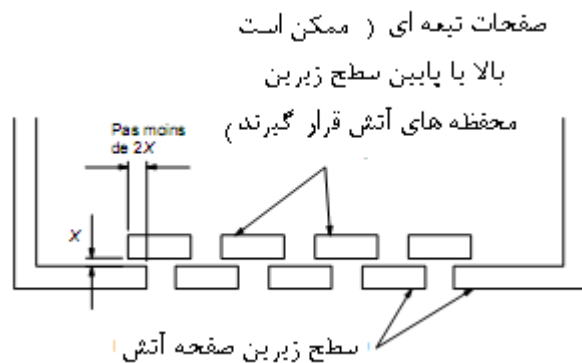 صفحات تیغه ای ( ممکن است
بالا یا پایین سطح زیرین
محفظه های آتش قرار گیرند)
Pas moins
de 2X
X
سطح زیرین صفحه آتش